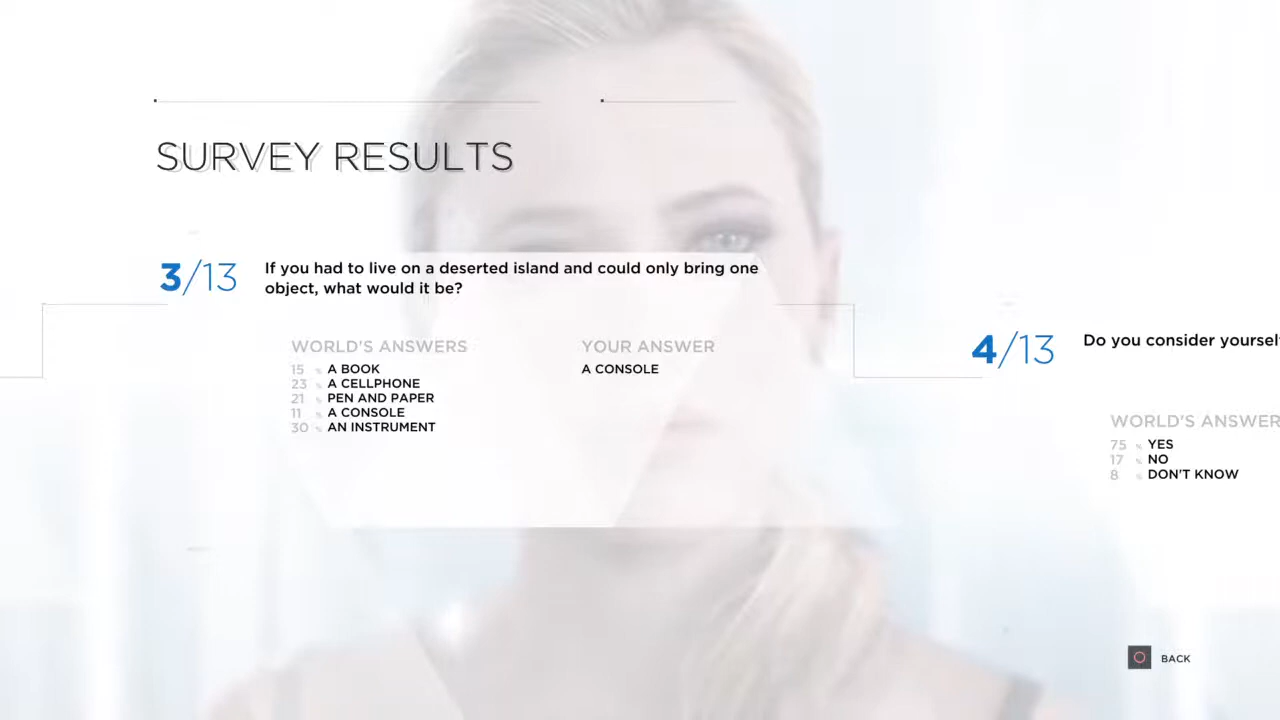 SURVEY RESULTS
3/13
If you had to live on a deserted island and could only bring one
object, what would it be?
WORLD'S ANSWERS
15 % A BOOK
23 % A CELLPHONE
21 % PEN AND PAPER
11 % A CONSOLE
30 % AN INSTRUMENT
YOUR ANSWER
A CONSOLE
4/13
Do you consider yoursel
WORLD'S ANSWER
75 % YES
17 % NO
8 % DON'T KNOW
BACK